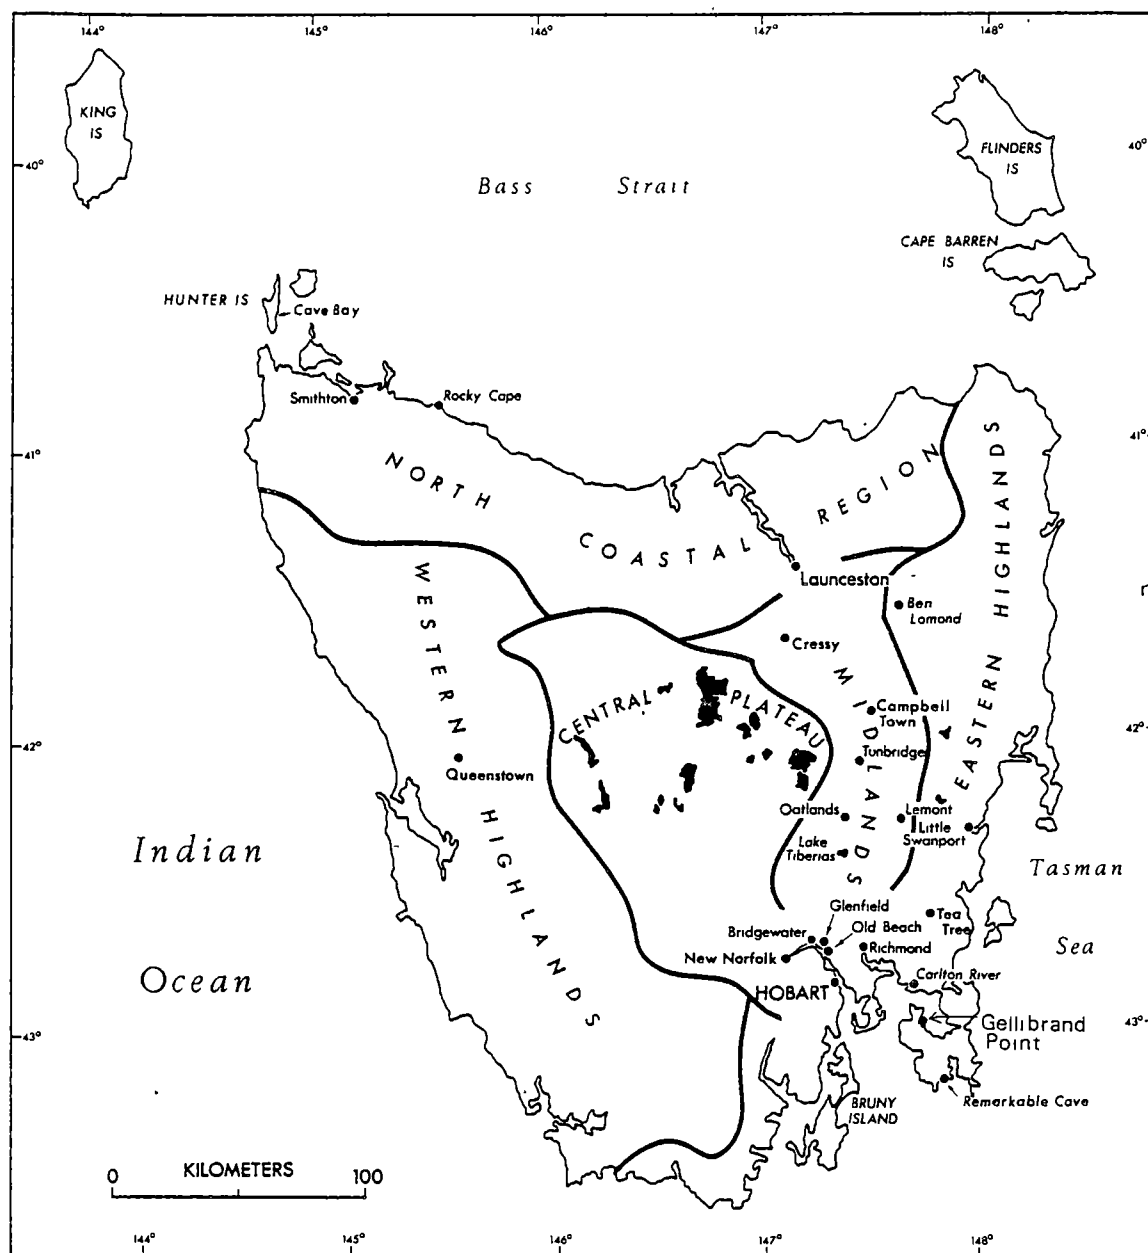 144° 145° 146° 147° 148°
KING
IS
FLINDERS
IS
40° 40°
Bass Strait
CAPE BARREN
IS
HUNTER IS
Cave Bay
Smithton
Rocky Cape
41° 41°
NORTH COASTAL REGION
EASTERN HIGHLANDS
WESTERN HIGHLANDS
Launceston
Ben
Lomond
Cressy
MIDLANDS
CENTRAL PLATEAU
Campbell
Town
42° 42°
Tunbridge
Queenstown
Oatlands
Lemont
Little
Swanport
Lake
Tiberias
Indian
Ocean
Tasman
Sea
Glenfield
Bridgewater
Old Beach
Tea
Tree
New Norfolk
Richmond
HOBART
Carlton River
43° 43°
Gellibrand
Point
BRUNY
ISLAND
Remarkable Cave
0 KILOMETERS 100
144° 145° 146° 147° 148°